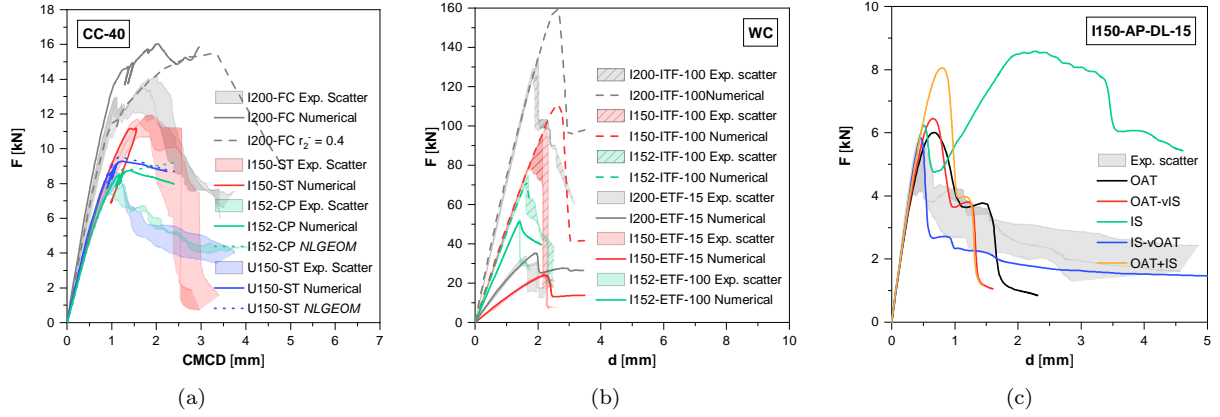 CC-40
F [kN]
18
16
14
12
10
8
6
4
2
0
0 1 2 3 4 5 6 7
CMCD [mm]
I200-FC Exp. Scatter
I200-FC Numerical
I200-FC r₂⁻ = 0.4
I150-ST Exp. Scatter
I150-ST Numerical
I152-CP Exp. Scatter
I152-CP Numerical
I152-CP NLGEOM
U150-ST Exp. Scatter
U150-ST Numerical
U150-ST NLGEOM
(a)
WC
F [kN]
160
140
120
100
80
60
40
20
0
0 2 4 6 8 10
d [mm]
I200-ITF-100 Exp. scatter
I200-ITF-100Numerical
I150-ITF-100 Exp. scatter
I150-ITF-100 Numerical
I152-ITF-100 Exp. scatter
I152-ITF-100 Numerical
I200-ETF-15 Exp. scatter
I200-ETF-15 Numerical
I150-ETF-15 Exp. scatter
I150-ETF-15 Numerical
I152-ETF-100 Exp. scatter
I152-ETF-100 Numerical
(b)
I150-AP-DL-15
F [kN]
10
8
6
4
2
0
0 1 2 3 4 5
d [mm]
Exp. scatter
OAT
OAT-vIS
IS
IS-vOAT
OAT+IS
(c)